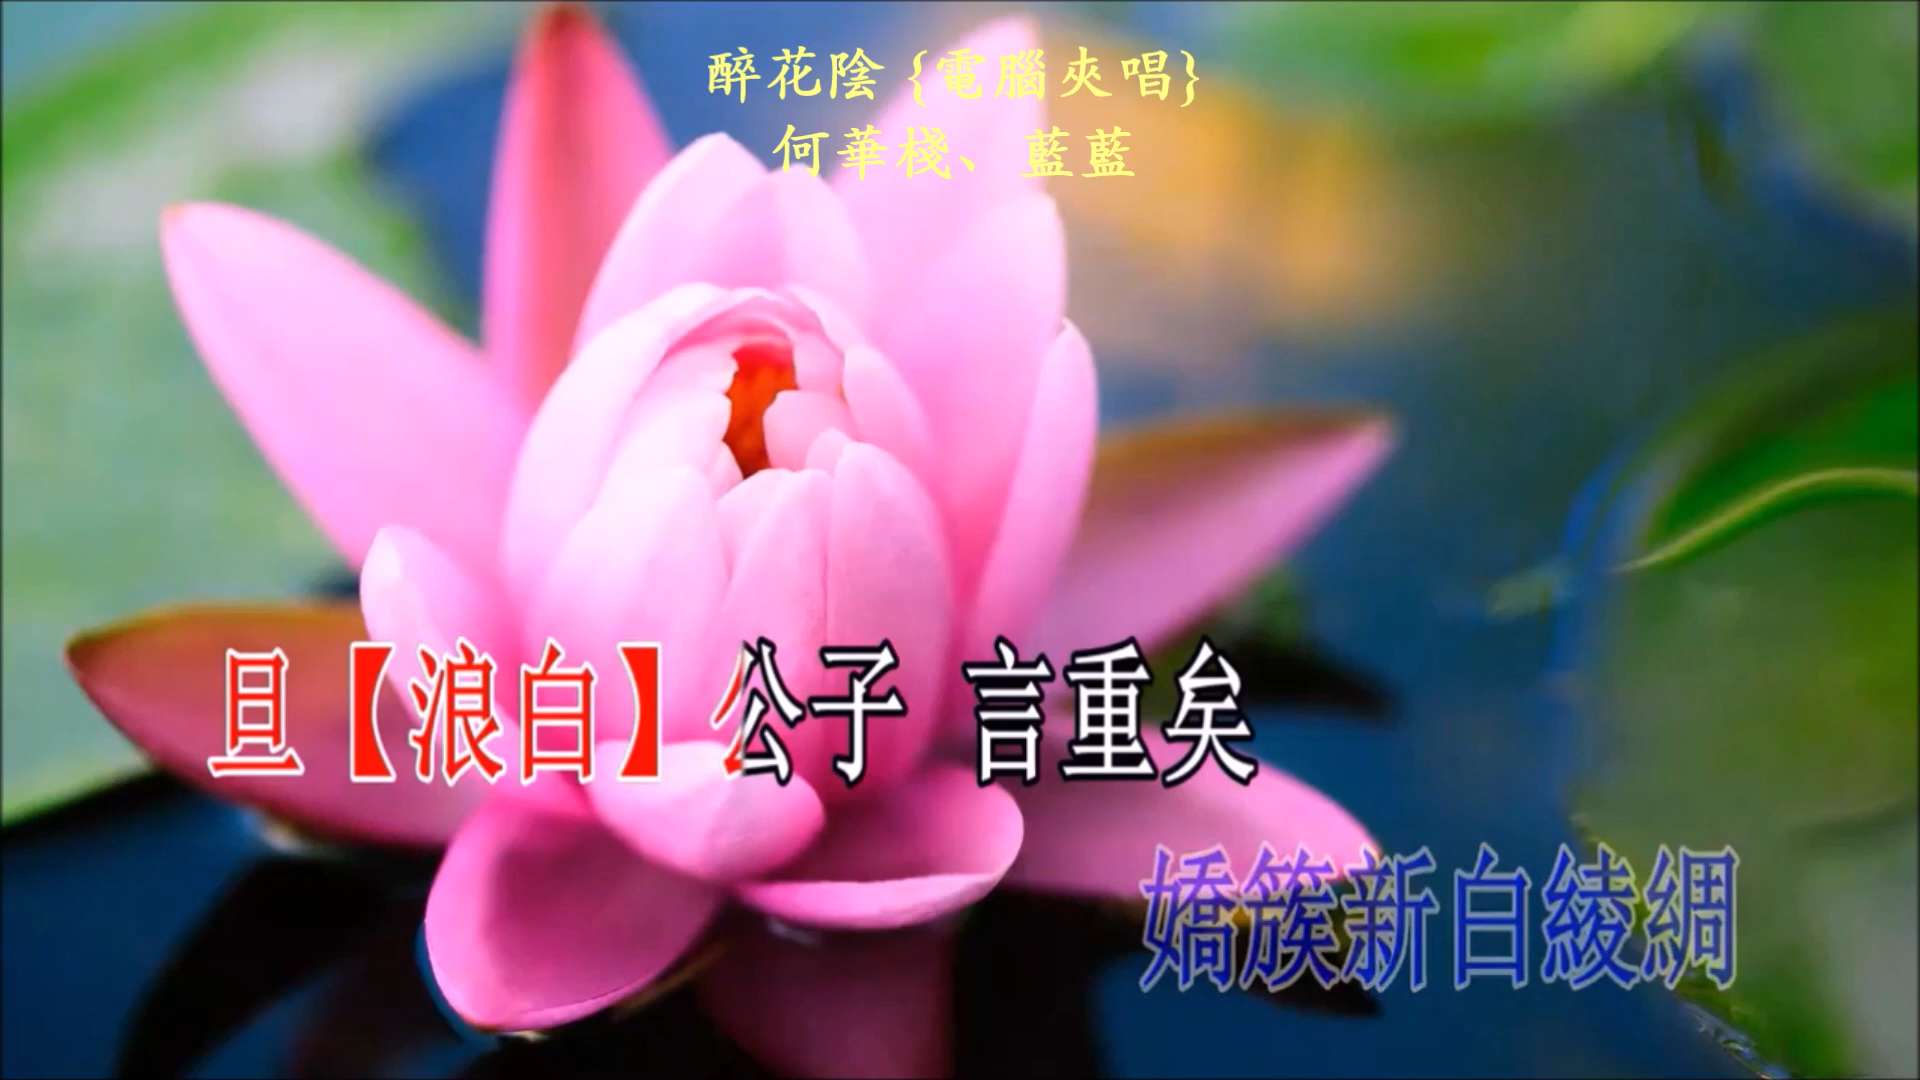 醉花陰 {電腦夾唱}
何華棧、藍藍
旦【浪白】公子 言重矣
嬌簇新白綾綢